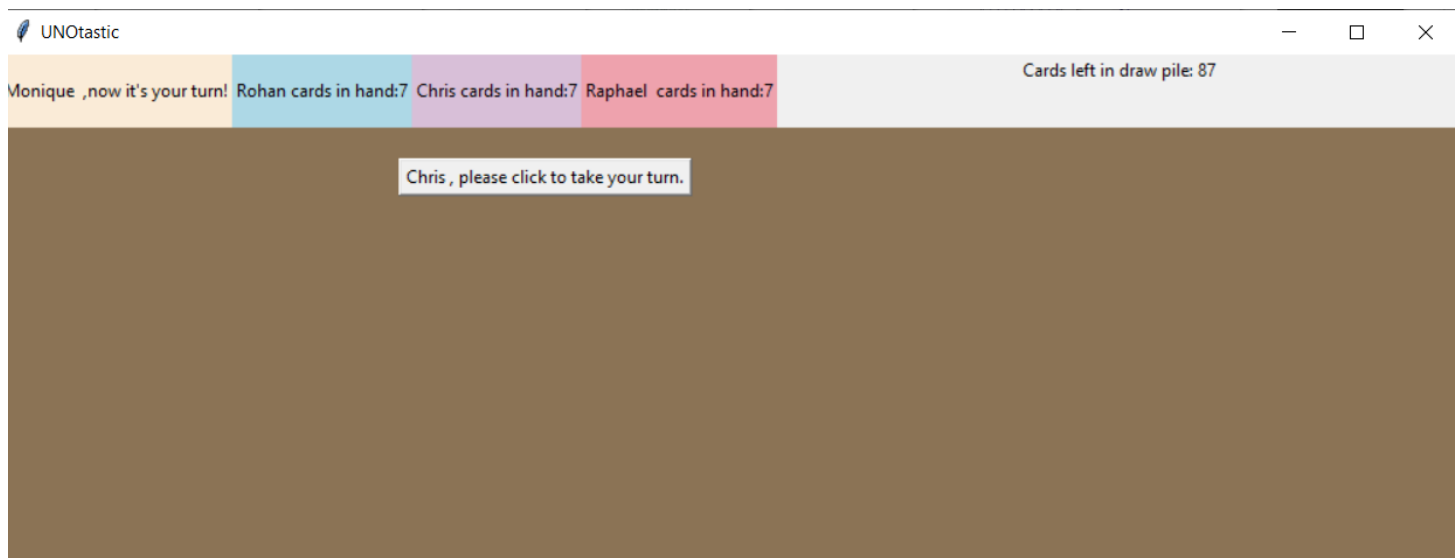 UNOtastic
Monique ,now it's your turn! Rohan cards in hand:7 Chris cards in hand:7 Raphael cards in hand:7 Cards left in draw pile: 87
Chris , please click to take your turn.